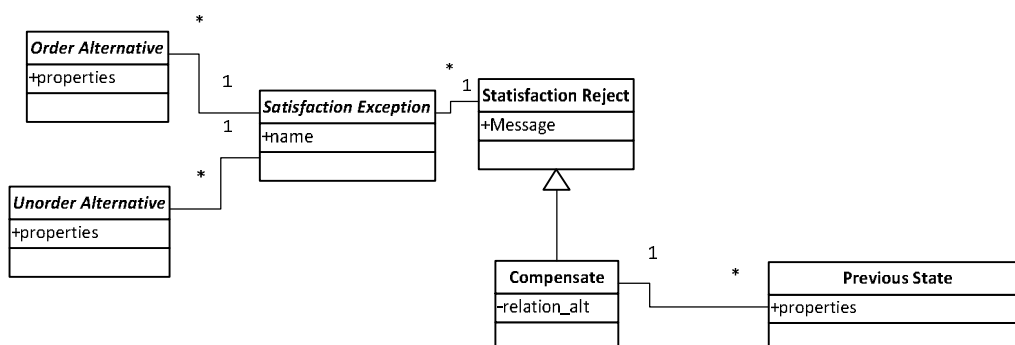 *
Order Alternative
+properties
1
*
1
Satisfaction Exception
+name
1
Statisfaction Reject
+Message
*
Unorder Alternative
+properties
Compensate
-relation_alt
1
*
Previous State
+properties